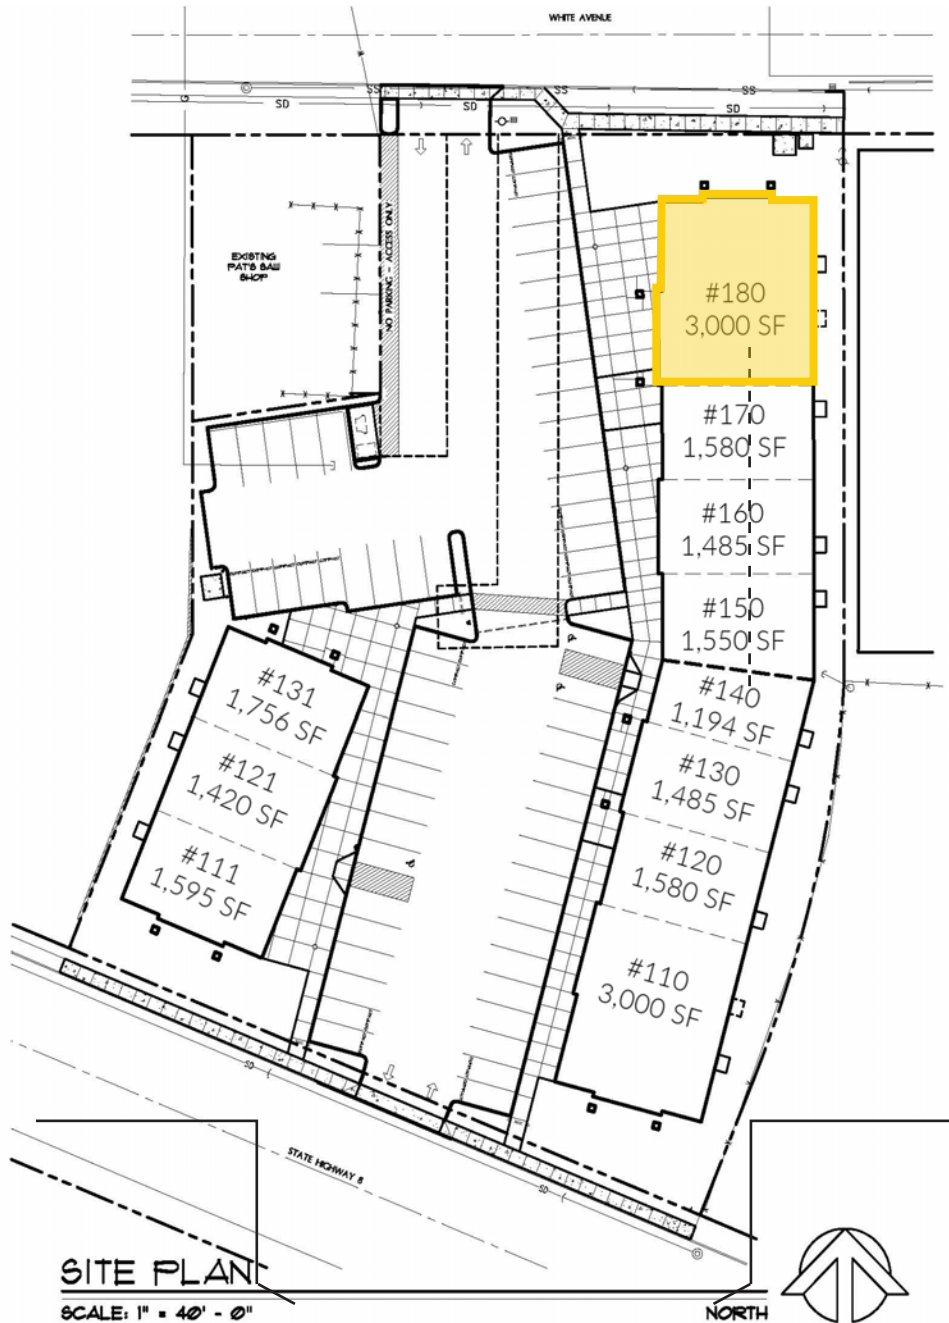 WHITE AVENUE
SS
SS
SS
SD
SD
SD
G
NO PARKING - ACCESS ONLY
EXISTING
PAT'S SAW
SHOP
#180
3,000 SF
#170
1,580 SF
#160
1,485 SF
#150
1,550 SF
#140
1,194 SF
#130
1,485 SF
#120
1,580 SF
#110
3,000 SF
#131
1,756 SF
#121
1,420 SF
#111
1,595 SF
SD
SD
STATE HIGHWAY 8
SITE PLAN
SCALE: 1" = 40' - 0"
NORTH